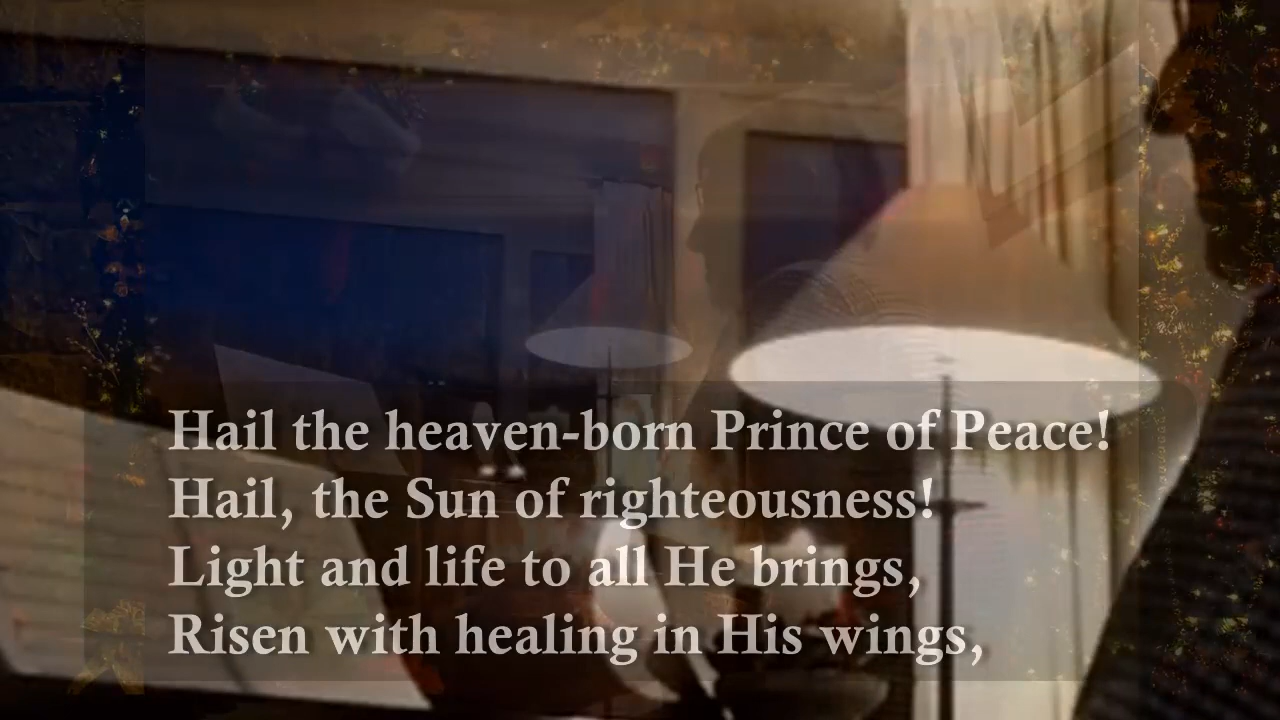 Hail the heaven-born Prince of Peace!
Hail, the Sun of righteousness!
Light and life to all He brings,
Risen with healing in His wings,